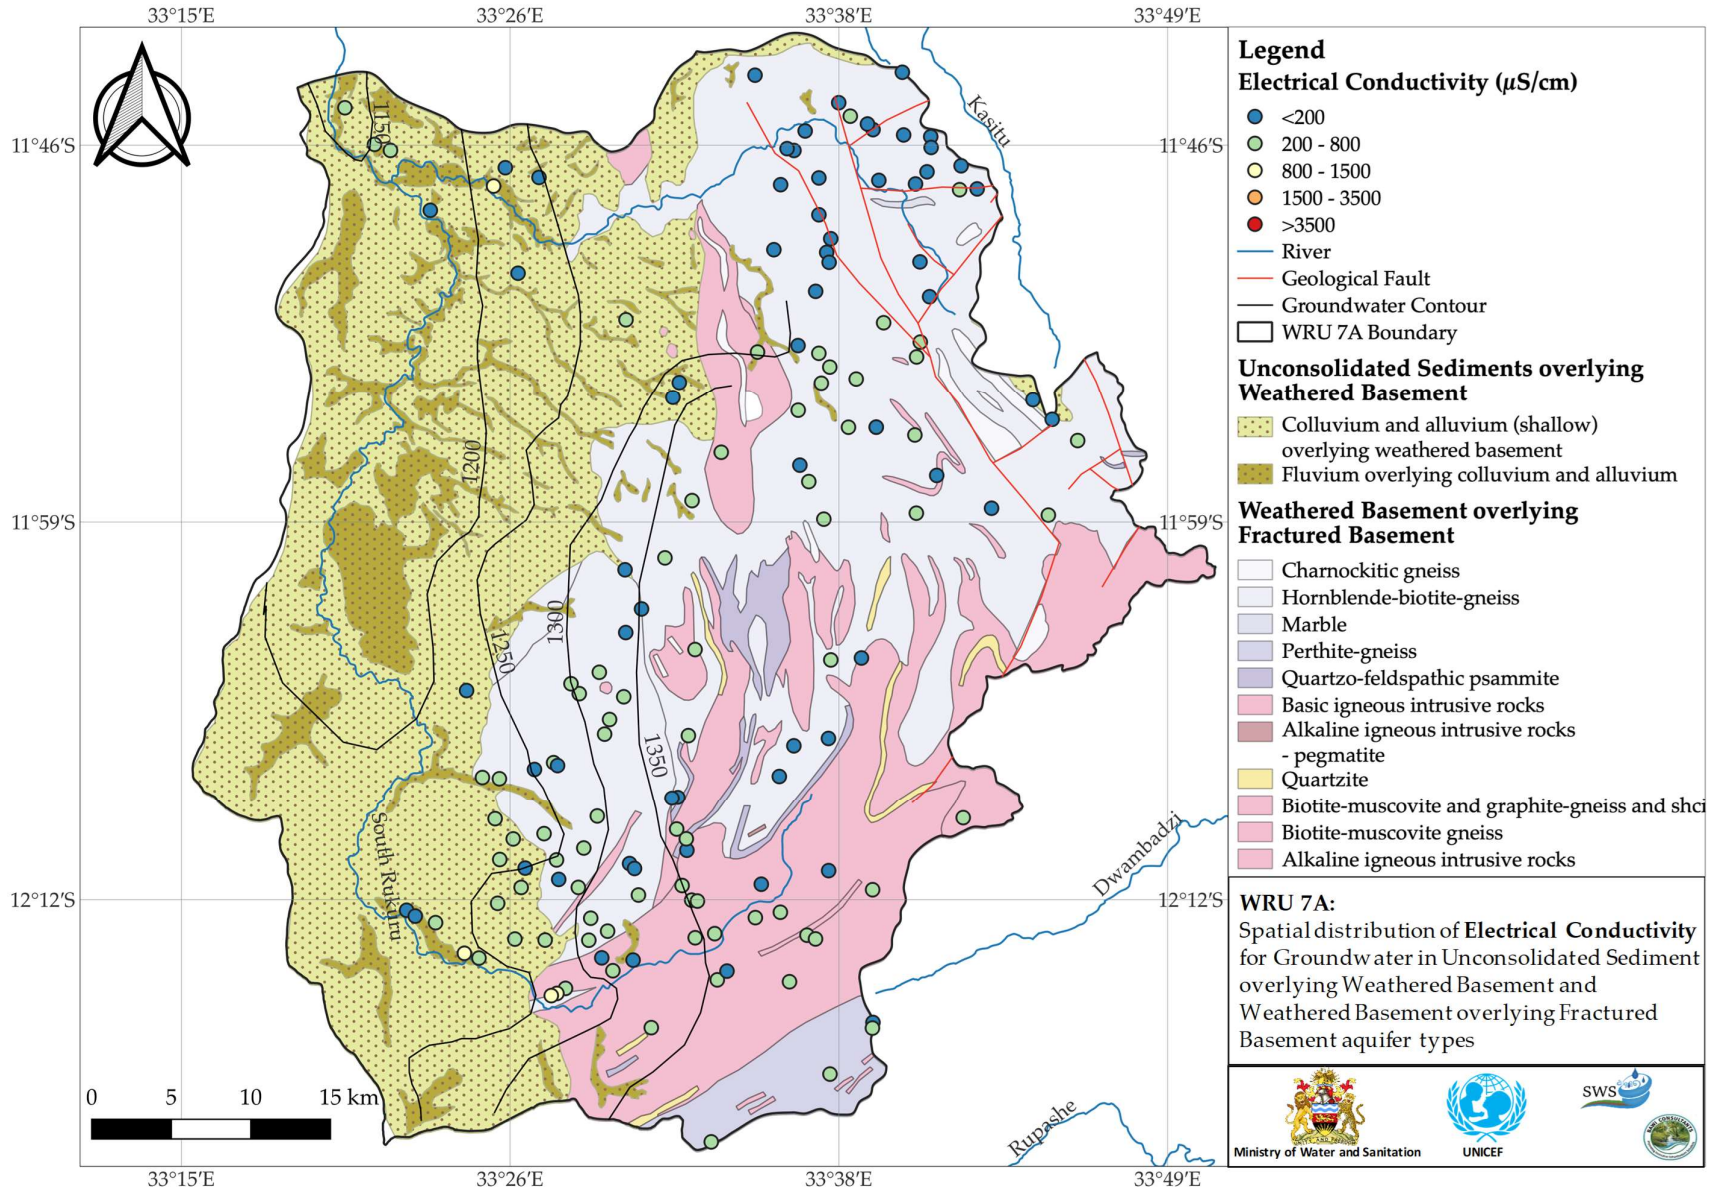 33°15′E 33°26′E 33°38′E 33°49′E
Legend
Electrical Conductivity (µS/cm)
<200
200 - 800
800 - 1500
1500 - 3500
>3500
River
Geological Fault
Groundwater Contour
WRU 7A Boundary
Unconsolidated Sediments overlying
Weathered Basement
Colluvium and alluvium (shallow)
overlying weathered basement
Fluvium overlying colluvium and alluvium
Weathered Basement overlying
Fractured Basement
Charnockitic gneiss
Hornblende-biotite-gneiss
Marble
Perthite-gneiss
Quartzo-feldspathic psammite
Basic igneous intrusive rocks
Alkaline igneous intrusive rocks
- pegmatite
Quartzite
Biotite-muscovite and graphite-gneiss and shci
Biotite-muscovite gneiss
Alkaline igneous intrusive rocks
WRU 7A:
Spatial distribution of Electrical Conductivity
for Groundwater in Unconsolidated Sediment
overlying Weathered Basement and
Weathered Basement overlying Fractured
Basement aquifer types
Ministry of Water and Sanitation
UNICEF
SWS
11°46′S 11°46′S
11°59′S 11°59′S
12°12′S 12°12′S
Kasitu
1150
1200
1250
1300
1350
South Rukuru
Dwambadzi
Rupashe
0 5 10 15 km
33°15′E 33°26′E 33°38′E 33°49′E